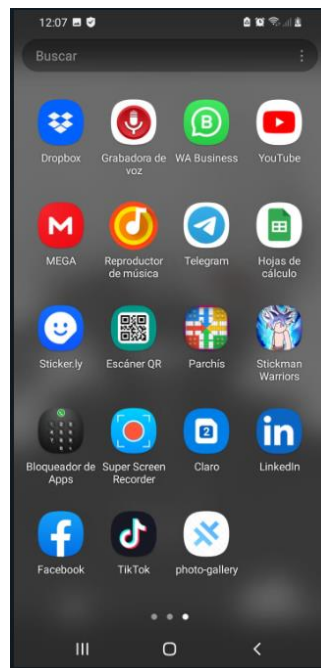 12:07
Buscar
Dropbox
Grabadora de
voz
WA Business
YouTube
MEGA
Reproductor
de música
Telegram
Hojas de
cálculo
Sticker.ly
Escáner QR
Parchís
Stickman
Warriors
Bloqueador de
Apps
Super Screen
Recorder
2
Claro
LinkedIn
Facebook
TikTok
photo-gallery